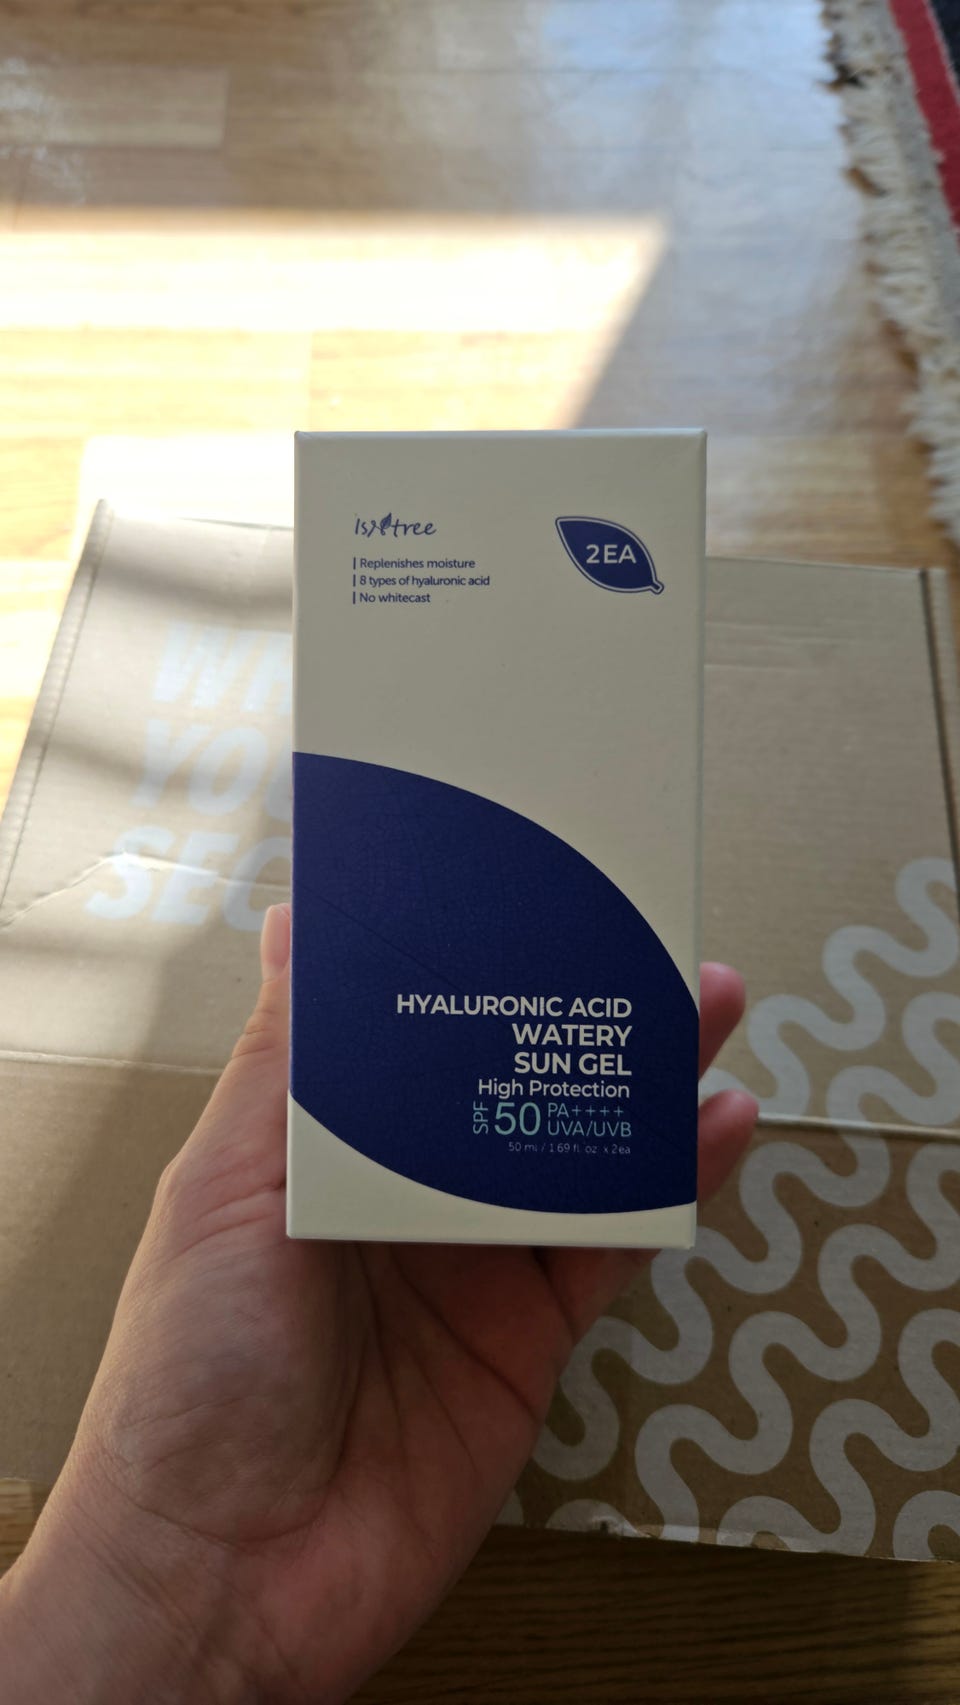 Isntree
2EA
Replenishes moisture
8 types of hyaluronic acid
No whitecast
HYALURONIC ACID
WATERY
SUN GEL
High Protection
SPF 50 PA++++
UVA/UVB
50 ml / 1.69 fl. oz. x 2ea
YOU